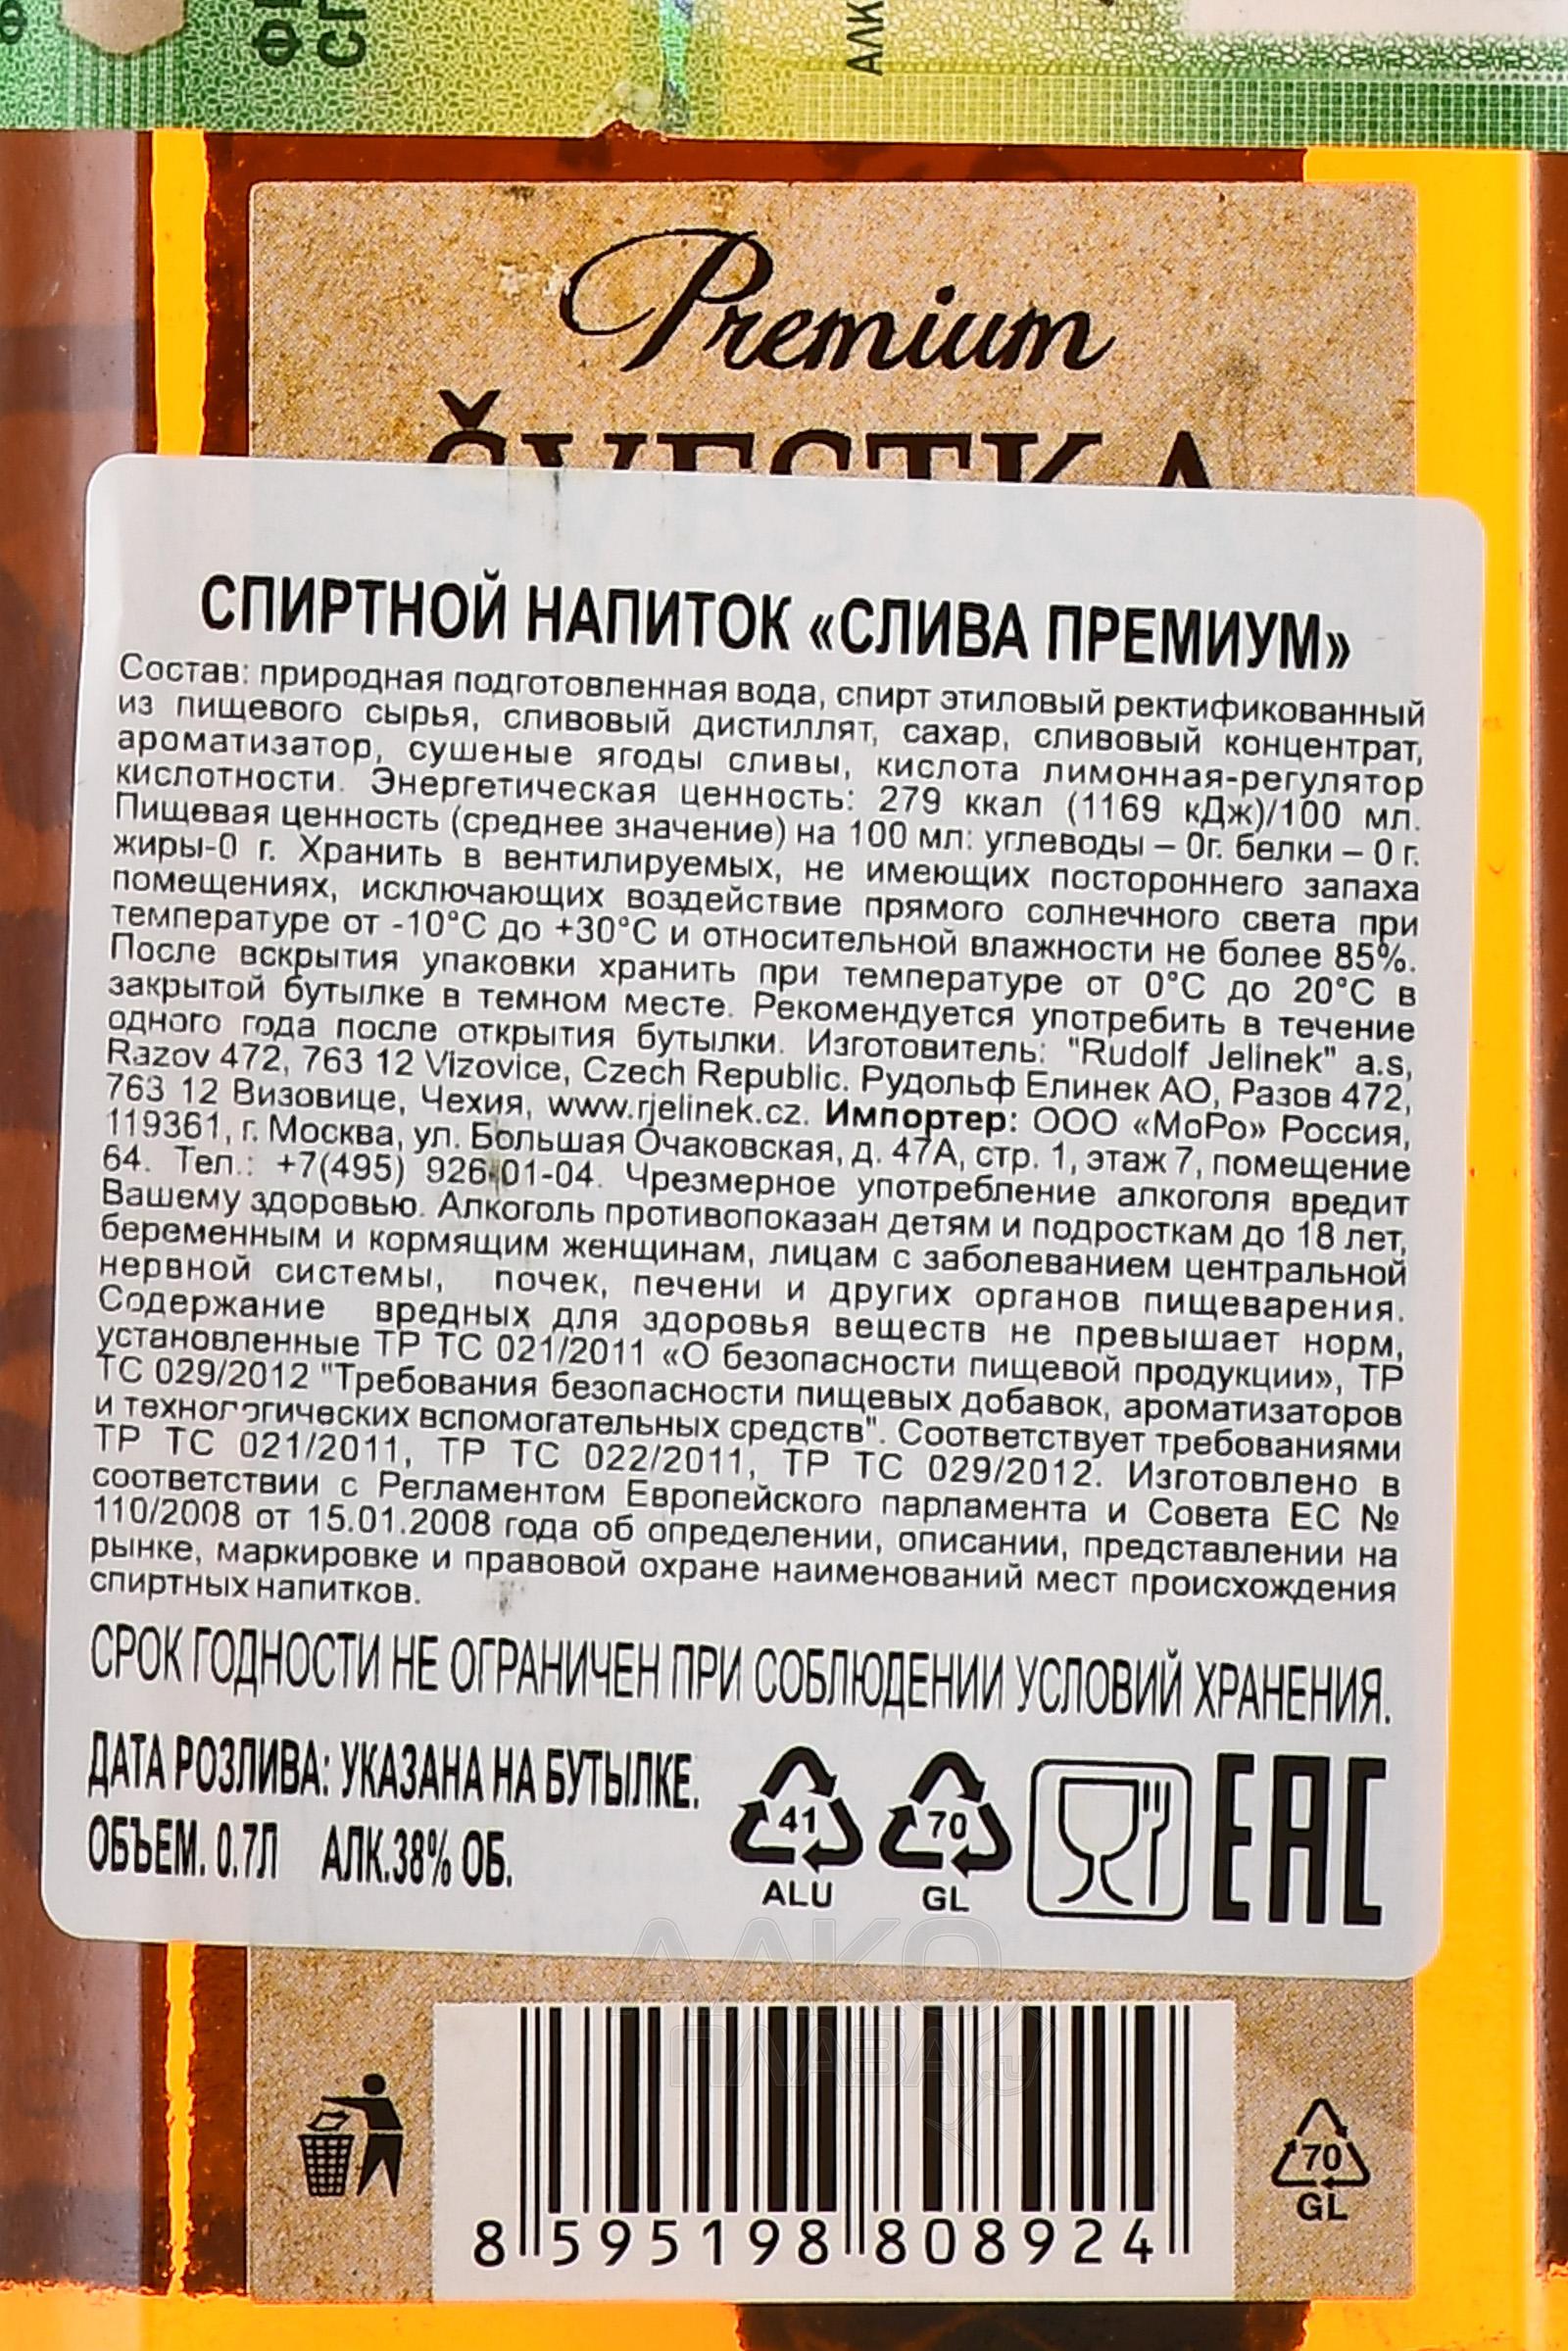 Premium
ŠVESTKA
СПИРТНОЙ НАПИТОК «СЛИВА ПРЕМИУМ»
Состав: природная подготовленная вода, спирт этиловый ректификованный
из пищевого сырья, сливовый дистиллят, сахар, сливовый концентрат,
ароматизатор, сушеные ягоды сливы, кислота лимонная-регулятор
кислотности. Энергетическая ценность: 279 ккал (1169 кДж)/100 мл.
Пищевая ценность (среднее значение) на 100 мл: углеводы – 0г. белки – 0 г.
жиры-0 г. Хранить в вентилируемых, не имеющих постороннего запаха
помещениях, исключающих воздействие прямого солнечного света при
температуре от -10°С до +30°С и относительной влажности не более 85%.
После вскрытия упаковки хранить при температуре от 0°С до 20°С в
закрытой бутылке в темном месте. Рекомендуется употребить в течение
одного года после открытия бутылки. Изготовитель: "Rudolf Jelinek" a.s,
Razov 472, 763 12 Vizovice, Czech Republic. Рудольф Елинек АО, Разов 472,
763 12 Визовице, Чехия, www.rjelinek.cz. Импортер: ООО «МоРо» Россия,
119361, г. Москва, ул. Большая Очаковская, д. 47А, стр. 1, этаж 7, помещение
64. Тел.: +7(495) 926-01-04. Чрезмерное употребление алкоголя вредит
Вашему здоровью. Алкоголь противопоказан детям и подросткам до 18 лет,
беременным и кормящим женщинам, лицам с заболеванием центральной
нервной системы, почек, печени и других органов пищеварения.
Содержание вредных для здоровья веществ не превышает норм,
установленные ТР ТС 021/2011 «О безопасности пищевой продукции», ТР
ТС 029/2012 "Требования безопасности пищевых добавок, ароматизаторов
и технологических вспомогательных средств". Соответствует требованиями
ТР ТС 021/2011, ТР ТС 022/2011, ТР ТС 029/2012. Изготовлено в
соответствии с Регламентом Европейского парламента и Совета ЕС №
110/2008 от 15.01.2008 года об определении, описании, представлении на
рынке, маркировке и правовой охране наименований мест происхождения
спиртных напитков.
СРОК ГОДНОСТИ НЕ ОГРАНИЧЕН ПРИ СОБЛЮДЕНИИ УСЛОВИЙ ХРАНЕНИЯ.
ДАТА РОЗЛИВА: УКАЗАНА НА БУТЫЛКЕ.
ОБЪЕМ. 0.7Л АЛК.38% ОБ.
41
ALU
70
GL
EAC
8 595198 808924
70
GL